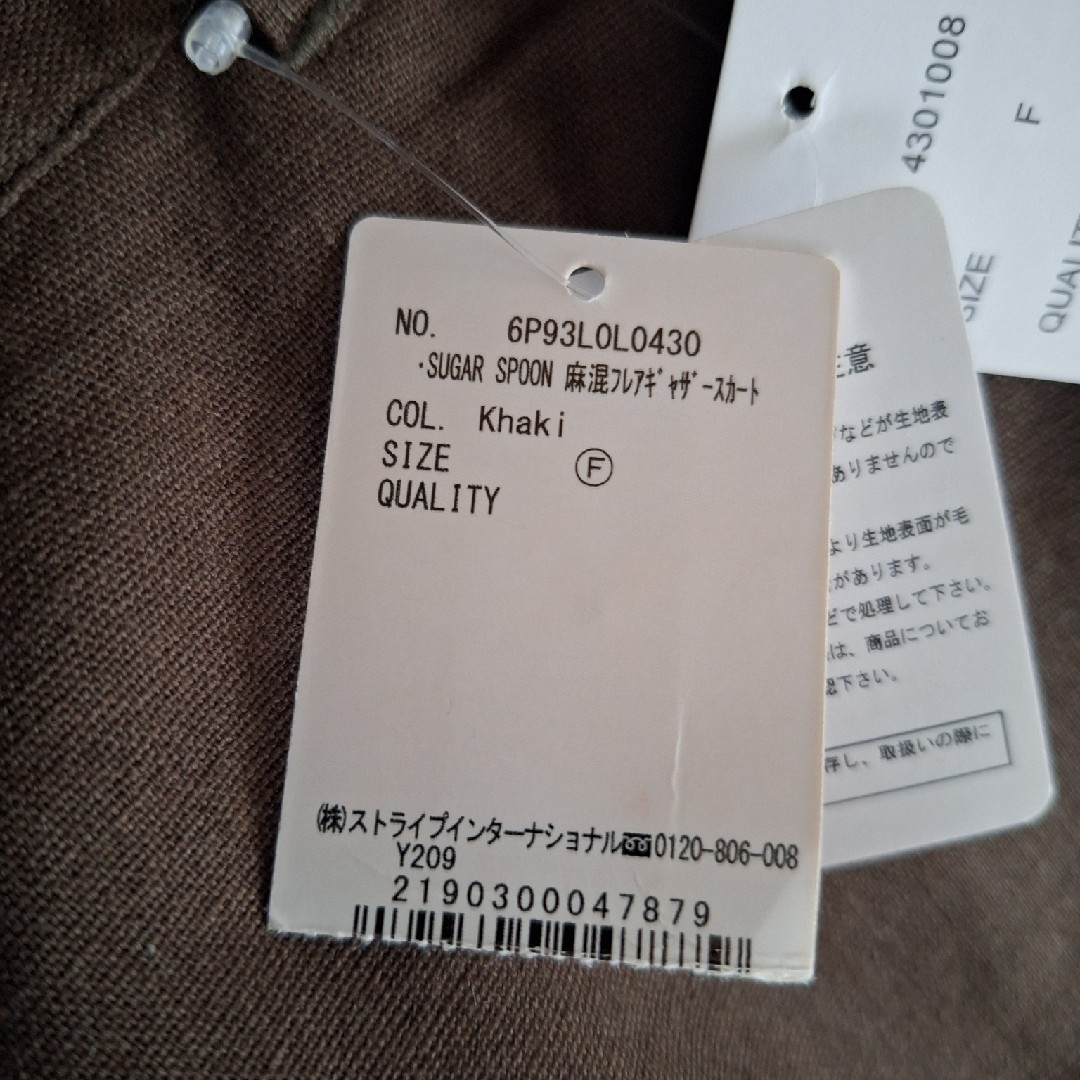 NO. 6P93L0L0430
・SUGAR SPOON 麻混ﾌﾚｱｷﾞｬｻﾞｰｽｶｰﾄ
COL. Khaki
SIZE Ⓕ
QUALITY
㈱ストライプインターナショナル 0120-806-008
Y209
2190300047879
4301008
SIZE F
意
などが生地表
ありませんので
より生地表面が毛
があります。
で処理して下さい。
は、商品についてお
下さい。
し、取扱いの際に